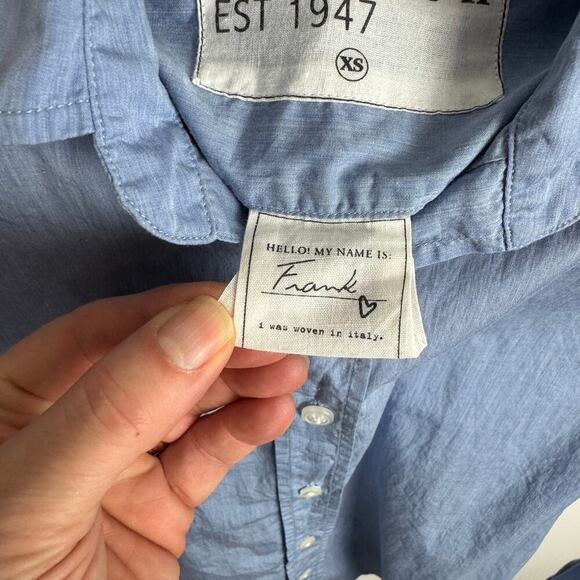 EST 1947
XS
HELLO! MY NAME IS:
Frank
i was woven in italy.